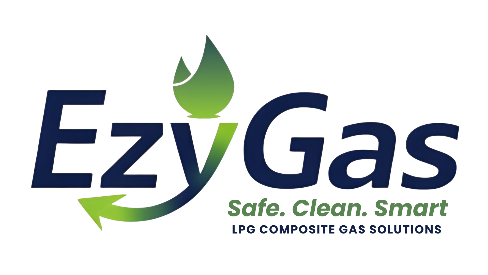 EzyGas
Safe. Clean. Smart
LPG COMPOSITE GAS SOLUTIONS